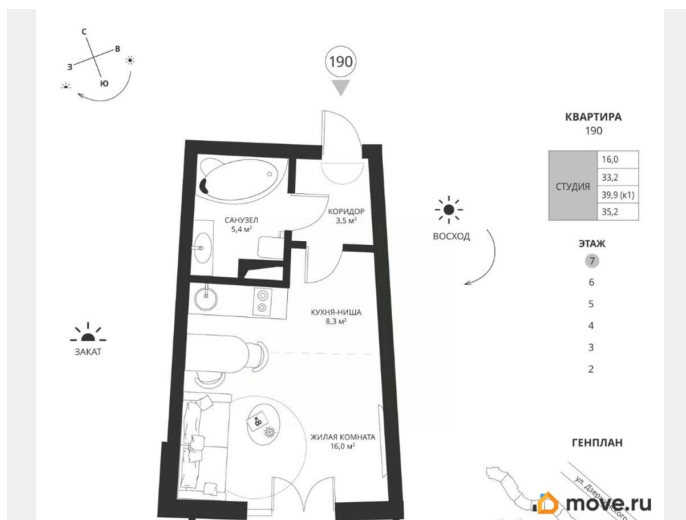 С
В
З
Ю
190
КВАРТИРА
190
СТУДИЯ
16,0
33,2
39,9 (к1)
35,2
ЭТАЖ
7
6
5
4
3
2
САНУЗЕЛ
5,4 м²
КОРИДОР
3,5 м²
ВОСХОД
КУХНЯ-НИША
8,3 м²
ЗАКАТ
ЖИЛАЯ КОМНАТА
16,0 м²
ГЕНПЛАН
move.ru